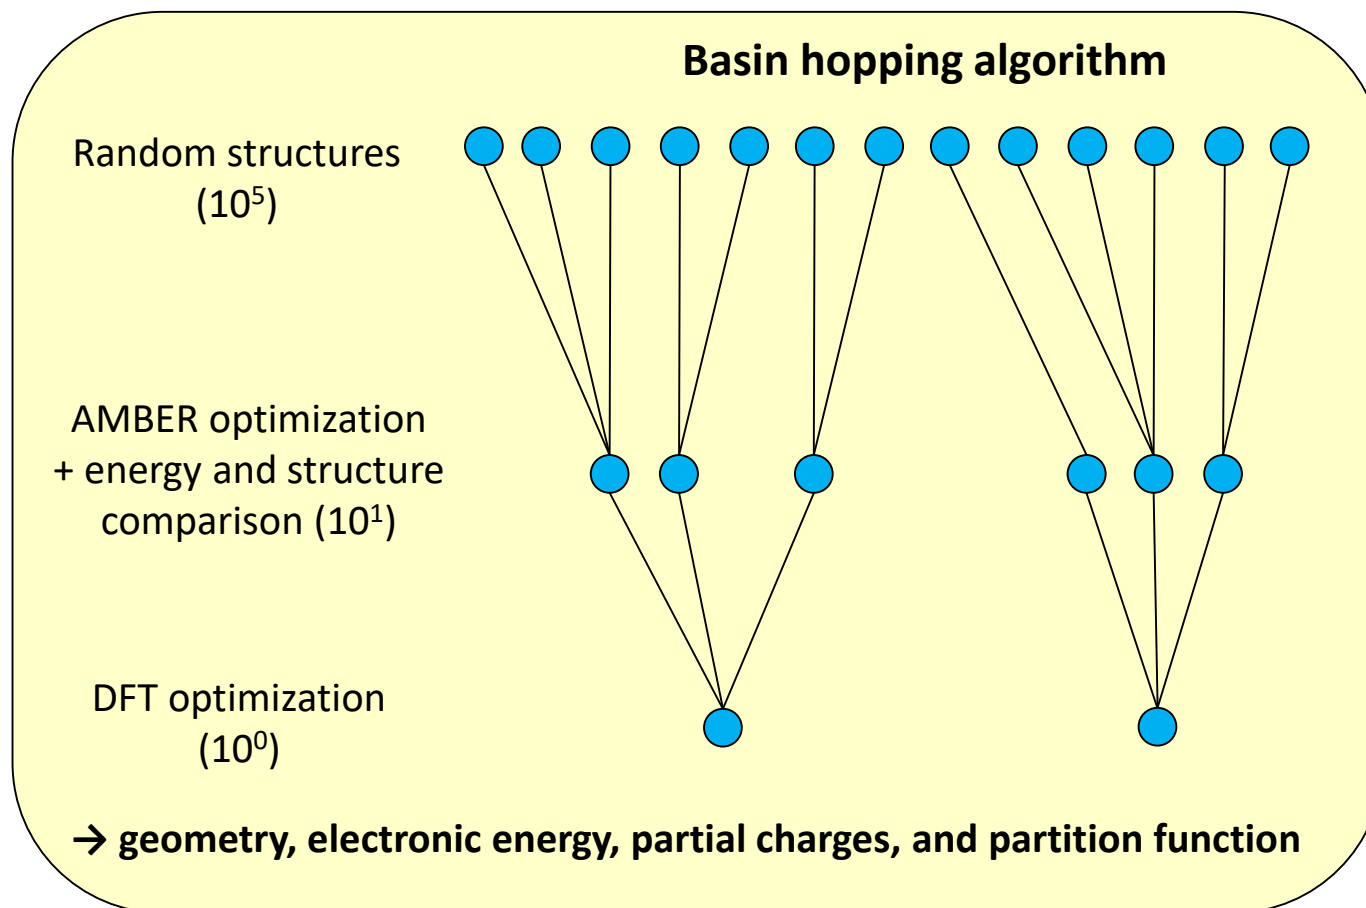 Basin hopping algorithm
Random structures
(10⁵)
AMBER optimization
+ energy and structure
comparison (10¹)
DFT optimization
(10⁰)
→ geometry, electronic energy, partial charges, and partition function